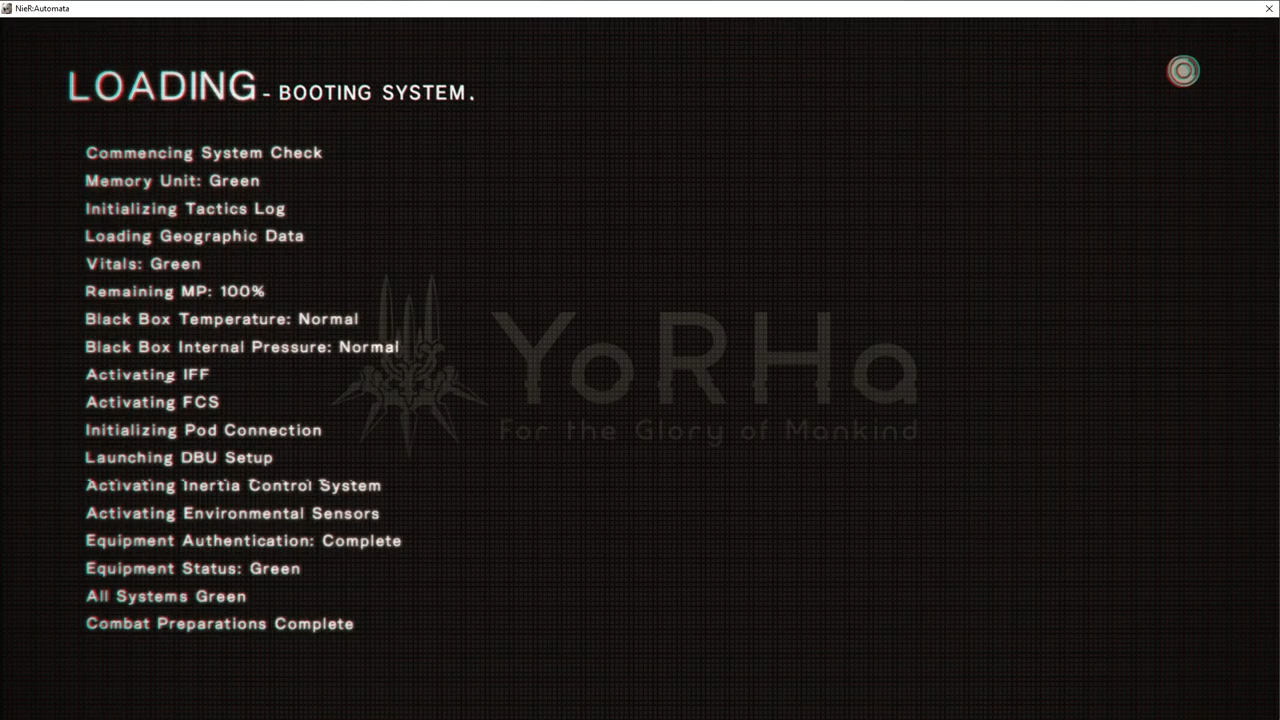 NieR:Automata
LOADING - BOOTING SYSTEM.
Commencing System Check
Memory Unit: Green
Initializing Tactics Log
Loading Geographic Data
Vitals: Green
Remaining MP: 100%
Black Box Temperature: Normal
Black Box Internal Pressure: Normal
Activating IFF
Activating FCS
Initializing Pod Connection
Launching DBU Setup
Activating Inertia Control System
Activating Environmental Sensors
Equipment Authentication: Complete
Equipment Status: Green
All Systems Green
Combat Preparations Complete
YoRHa
For the Glory of Mankind